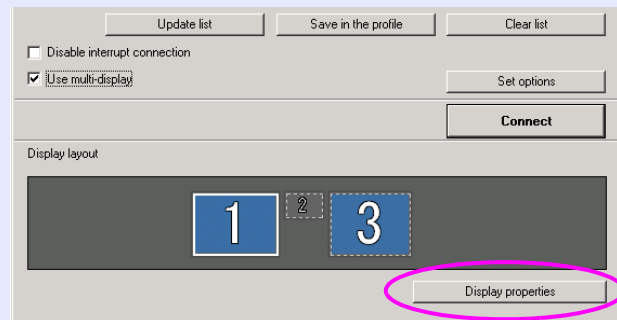 Update list Save in the profile Clear list
Disable interrupt connection
Use multi-display
Set options
Connect
Display layout
1 2 3
Display properties